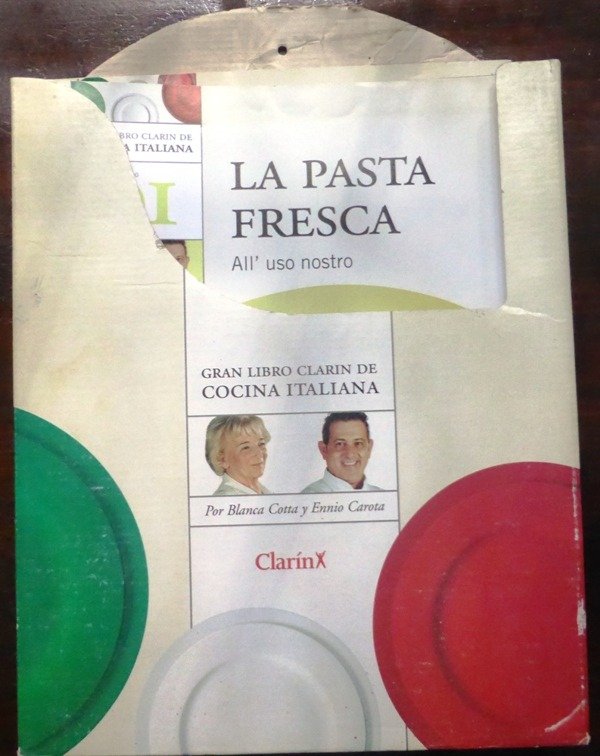 BRO CLARIN DE
A ITALIANA
I
LA PASTA
FRESCA
All' uso nostro
GRAN LIBRO CLARIN DE
COCINA ITALIANA
Por Blanca Cotta y Ennio Carota
Clarín